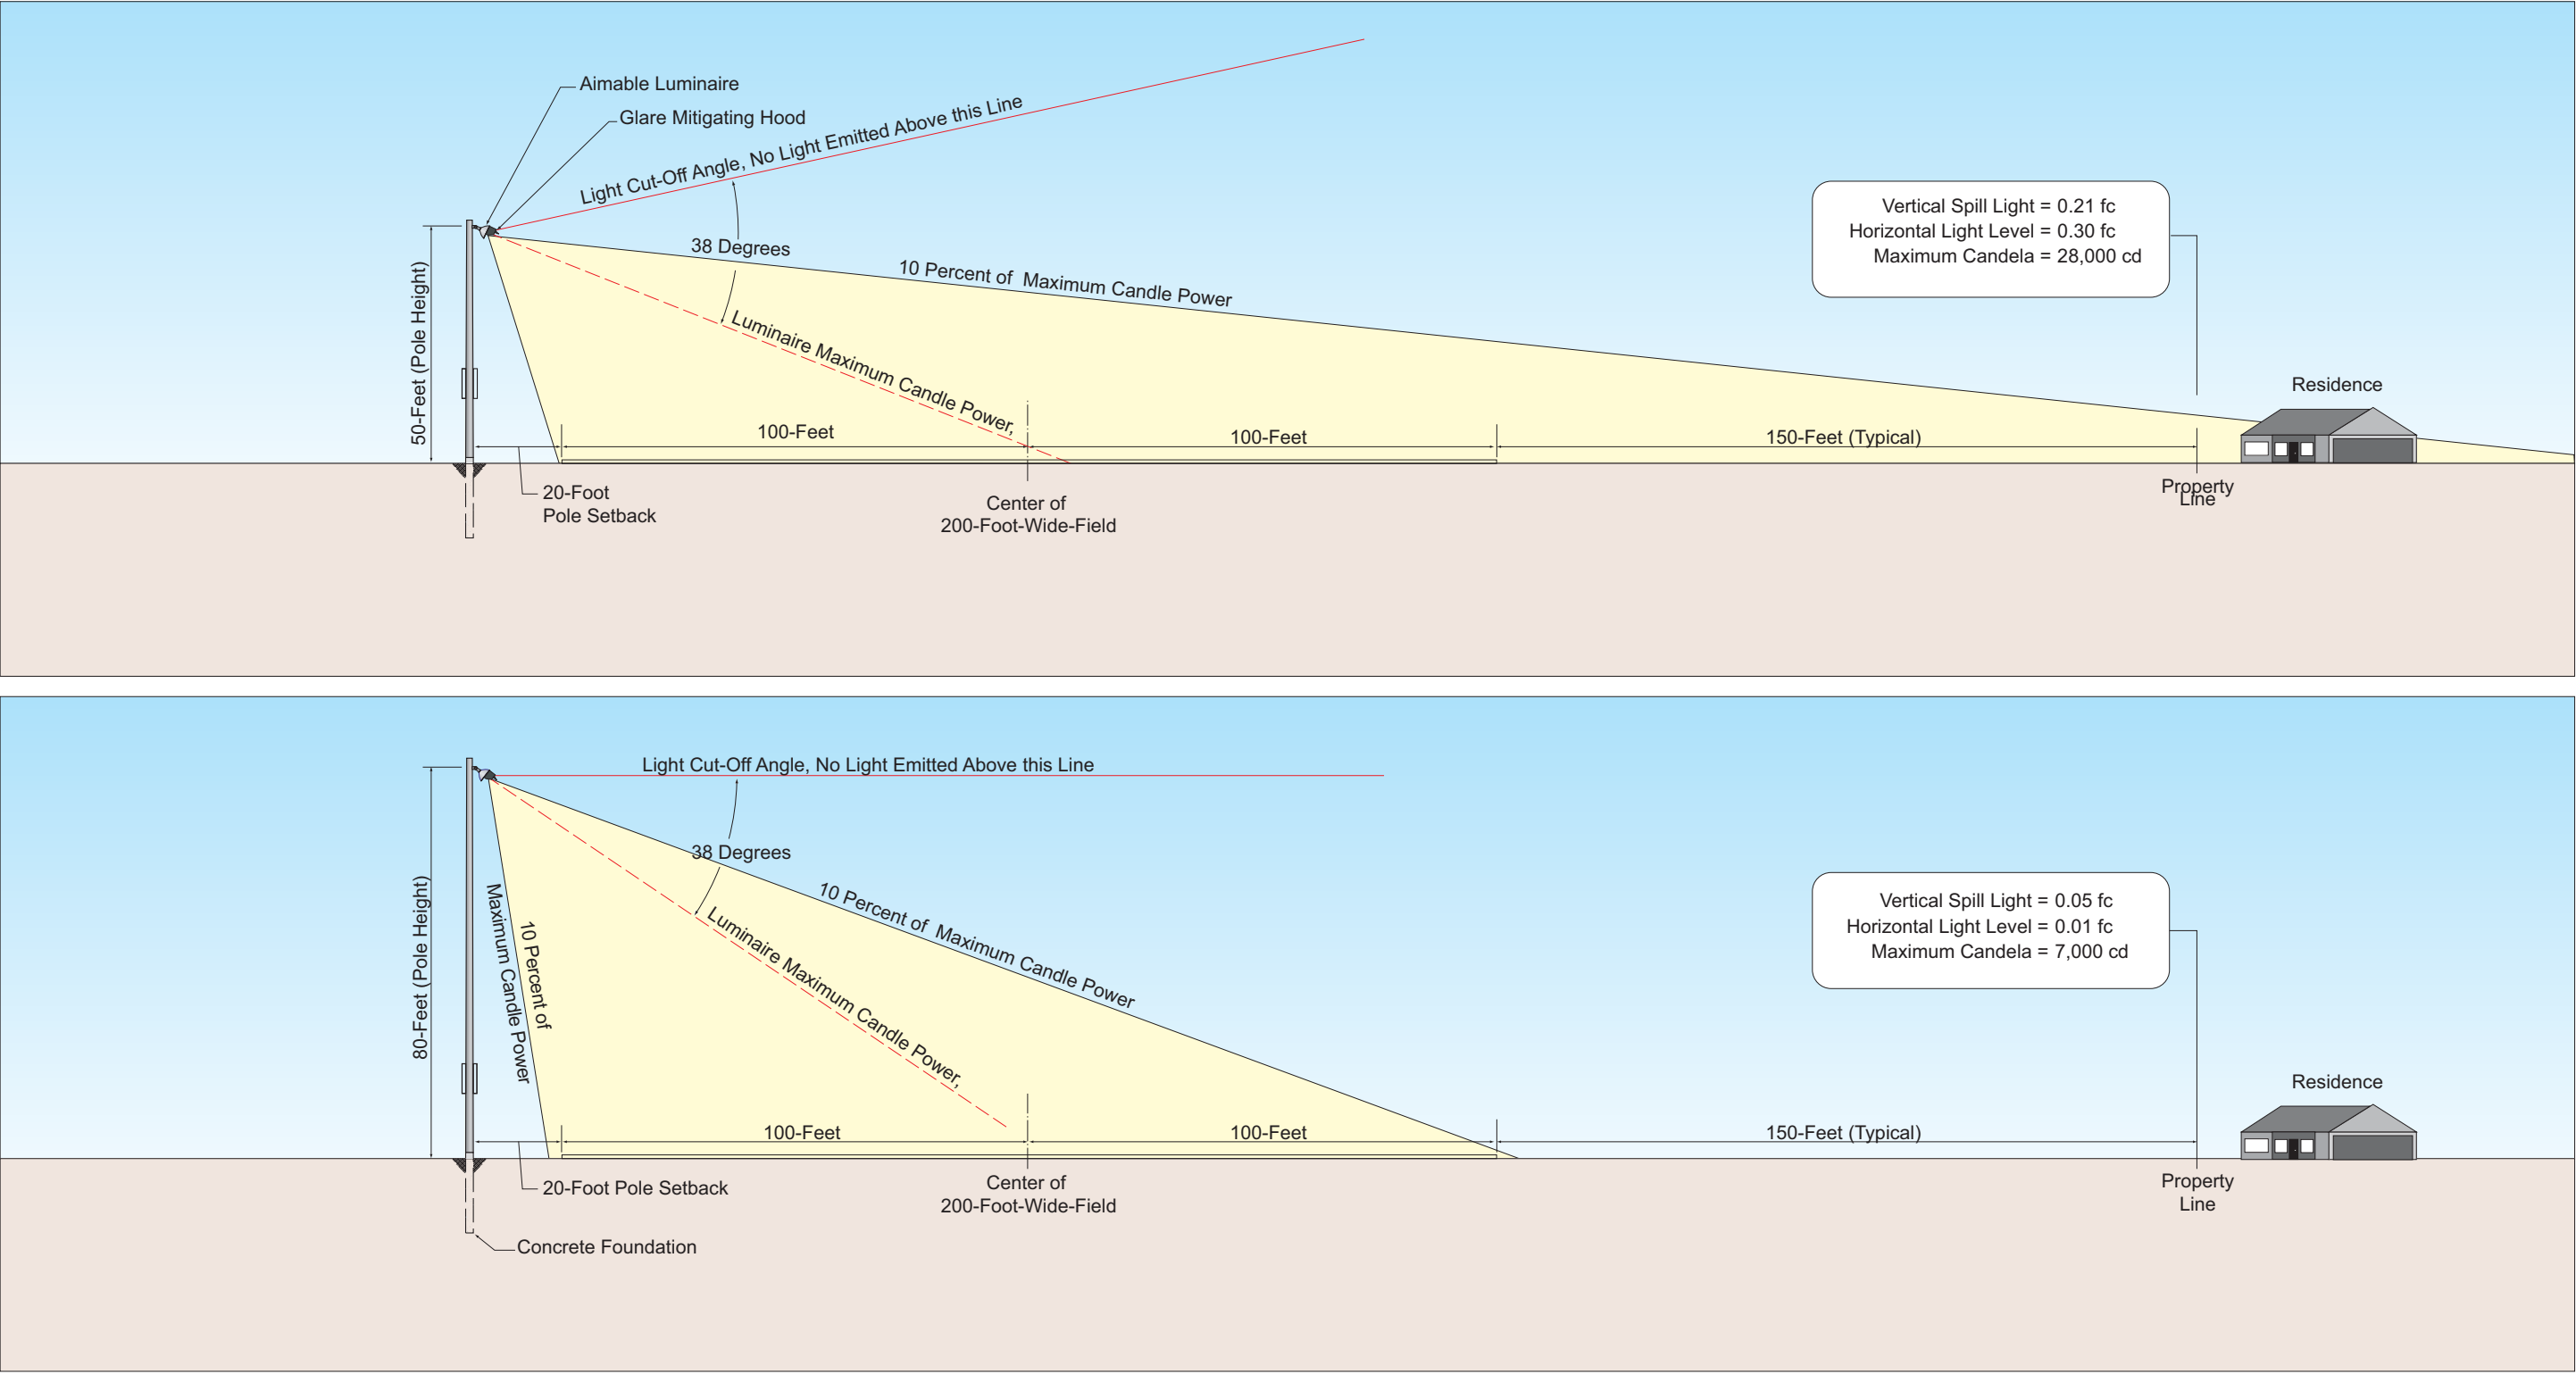 Aimable Luminaire
Glare Mitigating Hood
Light Cut-Off Angle, No Light Emitted Above this Line
38 Degrees
10 Percent of Maximum Candle Power
Luminaire Maximum Candle Power,
50-Feet (Pole Height)
Vertical Spill Light = 0.21 fc
Horizontal Light Level = 0.30 fc
Maximum Candela = 28,000 cd
Residence
100-Feet
100-Feet
150-Feet (Typical)
20-Foot
Pole Setback
Center of
200-Foot-Wide-Field
Property
Line
Light Cut-Off Angle, No Light Emitted Above this Line
38 Degrees
10 Percent of Maximum Candle Power
Luminaire Maximum Candle Power,
10 Percent of
Maximum Candle Power
80-Feet (Pole Height)
Vertical Spill Light = 0.05 fc
Horizontal Light Level = 0.01 fc
Maximum Candela = 7,000 cd
Residence
100-Feet
100-Feet
150-Feet (Typical)
20-Foot Pole Setback
Center of
200-Foot-Wide-Field
Property
Line
Concrete Foundation